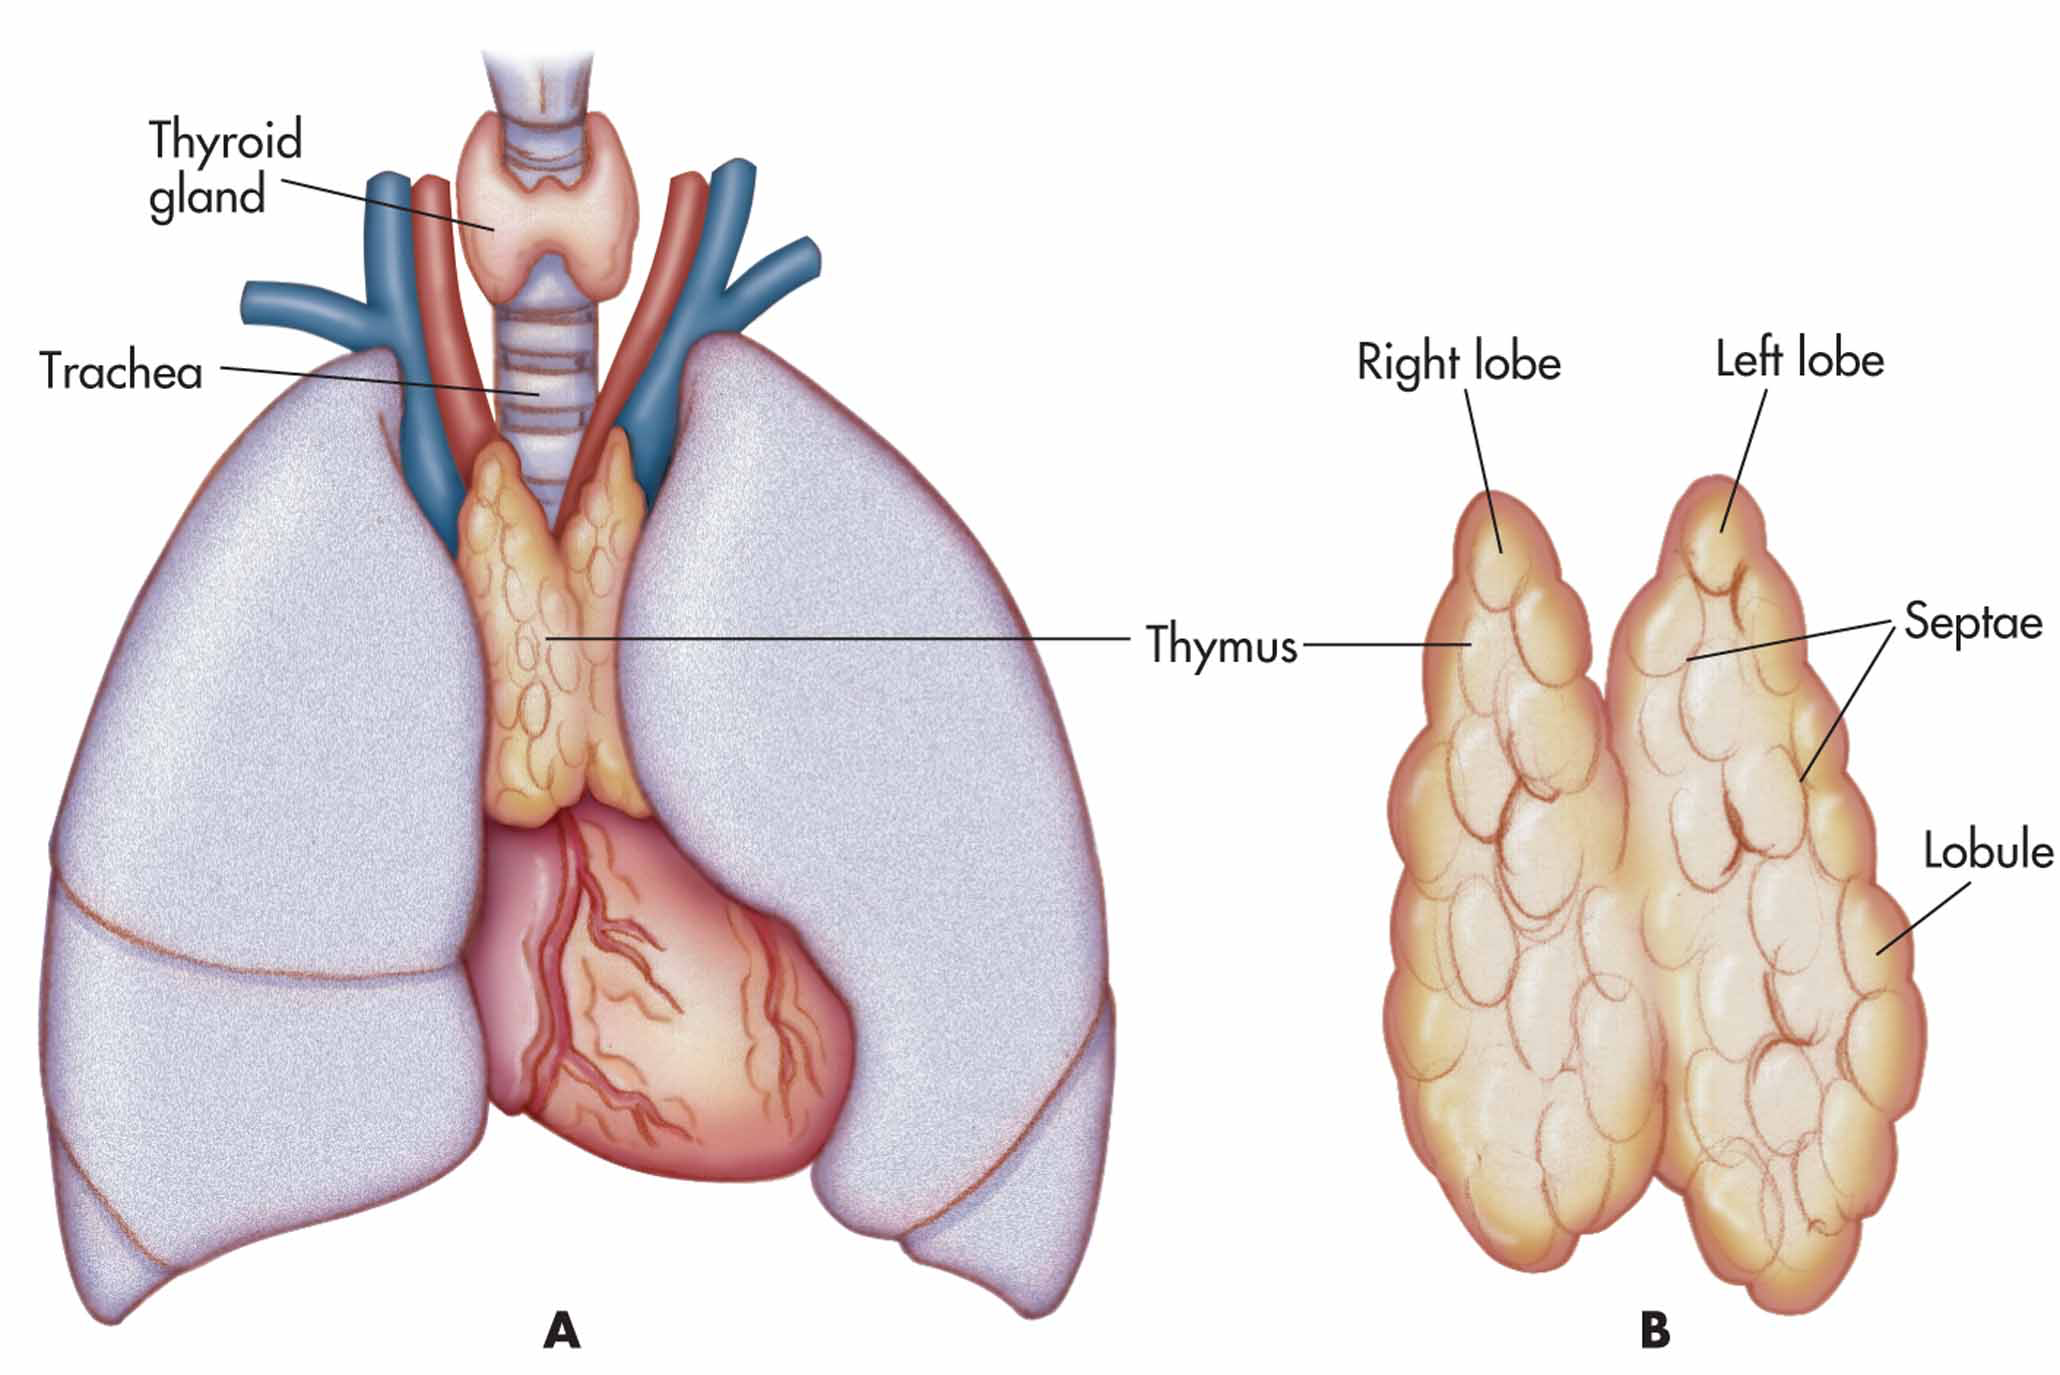 Thyroid
gland
Trachea
Thymus
A
Right lobe
Left lobe
Septae
Lobule
B